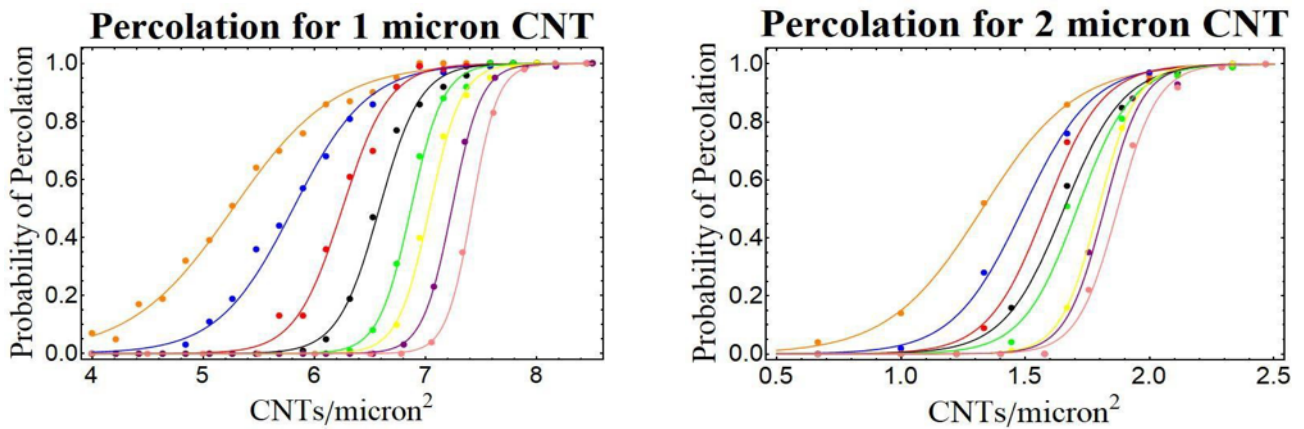 Percolation for 1 micron CNT
Probability of Percolation
1.0
0.8
0.6
0.4
0.2
0.0
4 5 6 7 8
CNTs/micron²
Percolation for 2 micron CNT
Probability of Percolation
1.0
0.8
0.6
0.4
0.2
0.0
0.5 1.0 1.5 2.0 2.5
CNTs/micron²